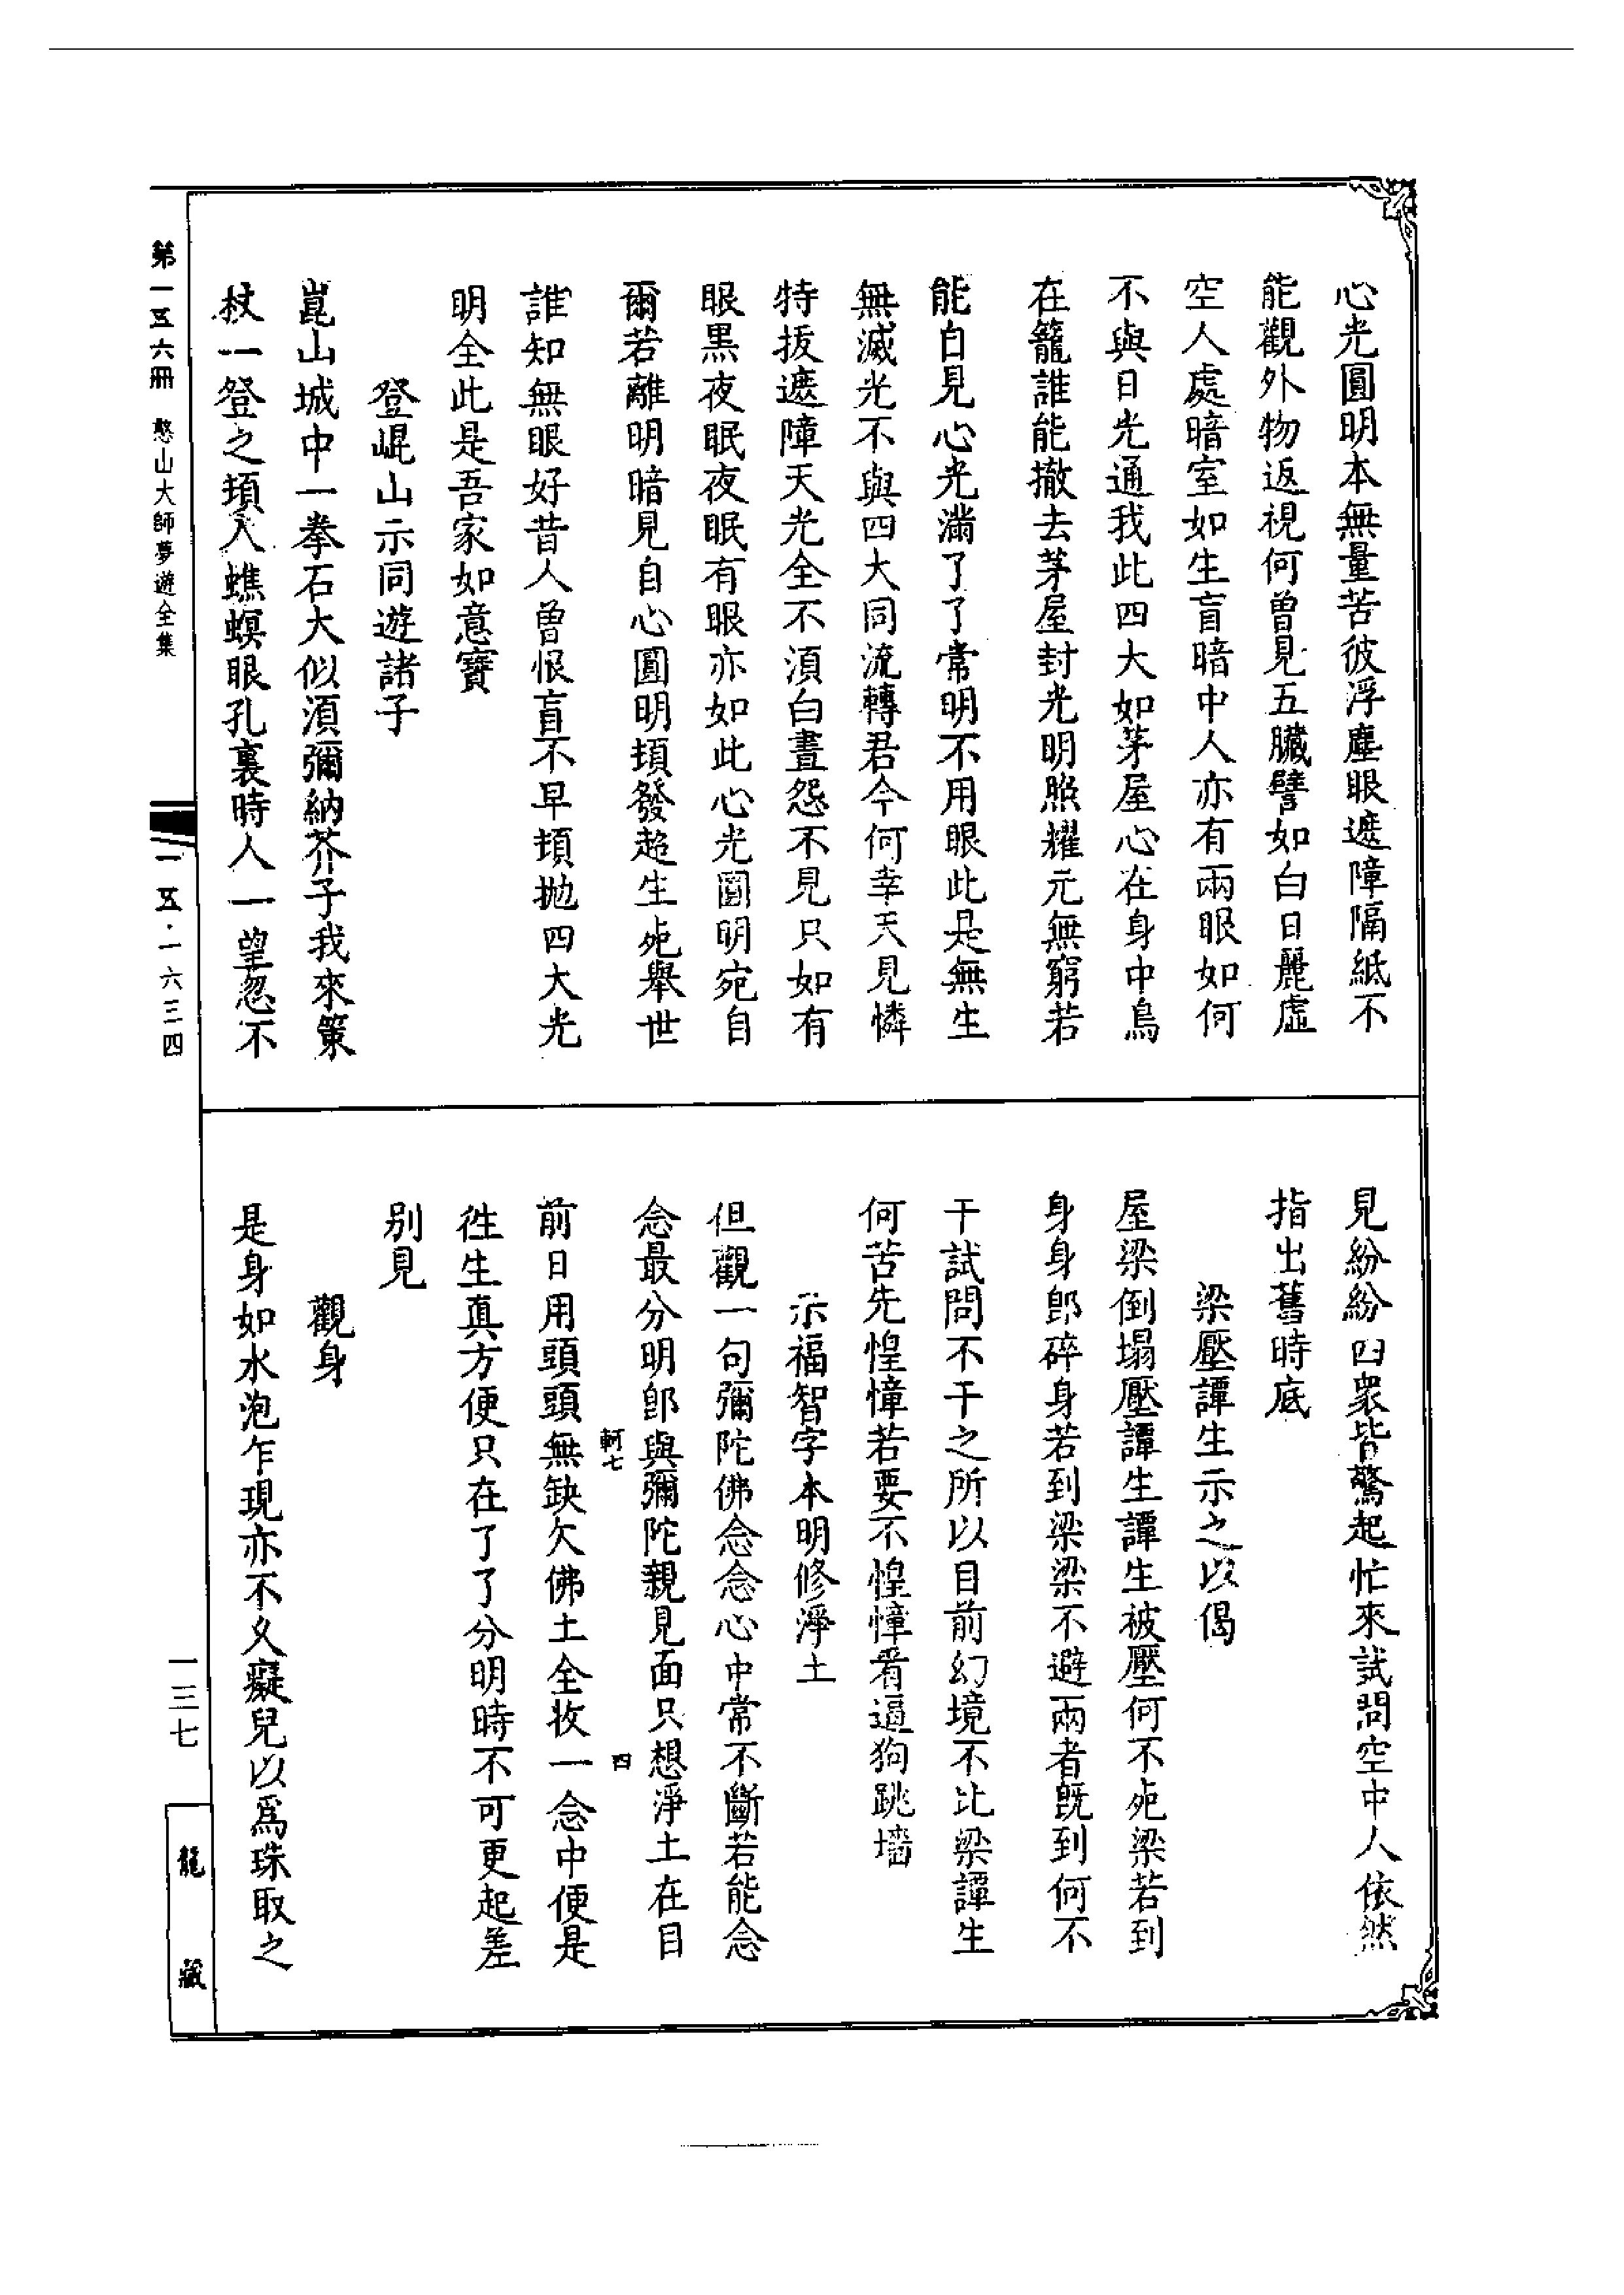 心光圓明本無量苦彼浮塵眼遮障隔紙不
能觀外物返視何曾見五臟譬如白日麗虛
空人處暗室如生盲暗中人亦有兩眼如何
不與日光通我此四大如茅屋心在身中鳥
在籠誰能撤去茅屋封光明照耀元無窮若
能自見心光滿了了常明不用眼此是無生
無滅光不與四大同流轉君今何幸天見憐
特拔遮障天光全不須白晝怨不見只如有
眼黑夜眠夜眠有眼亦如此心光圓明宛自
爾若離明暗見自心圓明頓發超生死舉世
誰知無眼好昔人曾恨盲不早頓拋四大光
明全此是吾家如意寶
登崐山示同遊諸子
崑山城中一拳石大似須彌納芥子我來策
杖一登之頓入蟭螟眼孔裏時人一望忽不
見紛紛四衆皆驚起忙來試問空中人依然
指出舊時底
梁壓譚生示之以偈
屋梁倒塌壓譚生譚生被壓何不死梁若到
身身郎碎身若到梁梁不避兩者既到何不
干試問不干之所以目前幻境不比梁譚生
何苦先惶慞若要不惶慞看逼狗跳墻
示福智字本明修淨土
但觀一句彌陀佛念念心中常不斷若能念
念最分明卽與彌陀親見面只想淨土在目
軻七
四
前日用頭頭無缺欠佛土全收一念中便是
徃生真方便只在了了分明時不可更起差
別見
觀身
是身如水泡乍現亦不久癡兒以爲珠取之
第一五六冊 憨山大師夢遊全集
一五·一六三四
一三七
龍藏